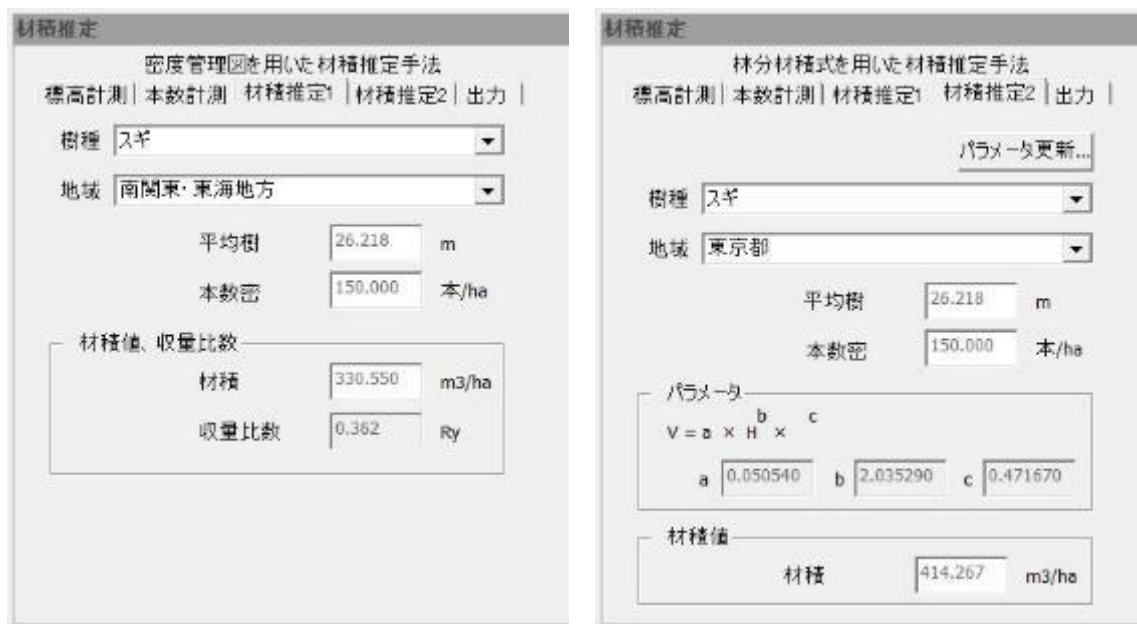 材積推定
密度管理図を用いた材積推定手法
標高計測 本数計測 材積推定1 材積推定2 出力
樹種 スギ
地域 南関東・東海地方
平均樹 26.218 m
本数密 150.000 本/ha
材積値、収量比数
材積 330.550 m3/ha
収量比数 0.362 Ry
材積推定
林分材積式を用いた材積推定手法
標高計測 本数計測 材積推定1 材積推定2 出力
パラメータ更新...
樹種 スギ
地域 東京都
平均樹 26.218 m
本数密 150.000 本/ha
パラメータ
b c
V = a × H ×
a 0.050540 b 2.035290 c 0.471670
材積値
材積 414.267 m3/ha